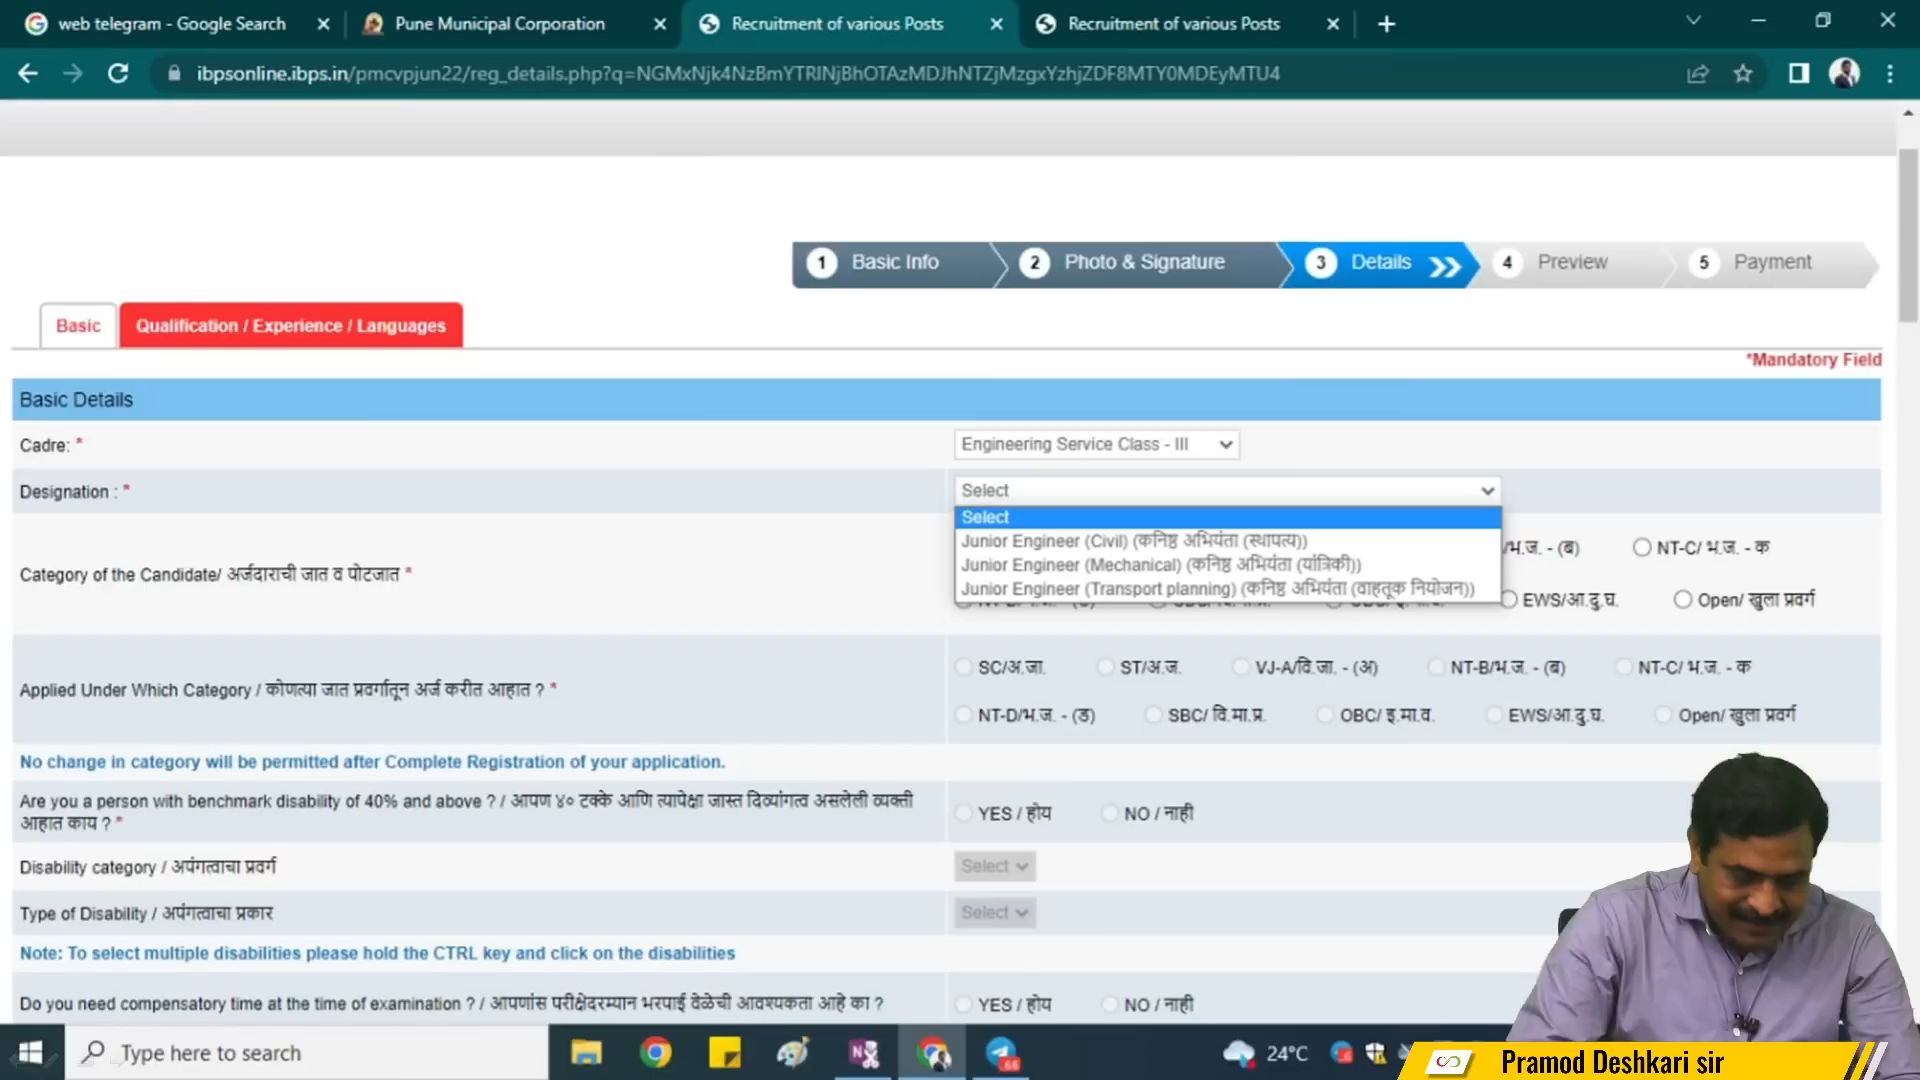 web telegram - Google Search
Pune Municipal Corporation
Recruitment of various Posts
Recruitment of various Posts
ibpsonline.ibps.in/pmcvpjun22/reg_details.php?q=NGMxNjk4NzBmYTRlNjBhOTAzMDJhNTZjMzgxYzhjZDF8MTY0MDEyMTU4
1 Basic Info
2 Photo & Signature
3 Details
4 Preview
5 Payment
Basic
Qualification / Experience / Languages
*Mandatory Field
Basic Details
Cadre: *
Engineering Service Class - III
Designation : *
Select
Select
Junior Engineer (Civil) (कनिष्ठ अभियंता (स्थापत्य))
Junior Engineer (Mechanical) (कनिष्ठ अभियंता (यांत्रिकी))
Junior Engineer (Transport planning) (कनिष्ठ अभियंता (वाहतूक नियोजन))
Category of the Candidate/ अर्जदाराची जात व पोटजात *
/भ.ज. - (ब)
NT-C/ भ.ज. - क
EWS/आ.दु.घ.
Open/ खुला प्रवर्ग
Applied Under Which Category / कोणत्या जात प्रवर्गातून अर्ज करीत आहात ? *
SC/अ.जा.
ST/अ.ज.
VJ-A/वि.जा. - (अ)
NT-B/भ.ज. - (ब)
NT-C/ भ.ज. - क
NT-D/भ.ज. - (ड)
SBC/ वि.मा.प्र.
OBC/ इ.मा.व.
EWS/आ.दु.घ.
Open/ खुला प्रवर्ग
No change in category will be permitted after Complete Registration of your application.
Are you a person with benchmark disability of 40% and above ? / आपण ४० टक्के आणि त्यापेक्षा जास्त दिव्यांगत्व असलेली व्यक्ती
आहात काय ? *
YES / होय
NO / नाही
Disability category / अपंगत्वाचा प्रवर्ग
Select
Type of Disability / अपंगत्वाचा प्रकार
Select
Note: To select multiple disabilities please hold the CTRL key and click on the disabilities
Do you need compensatory time at the time of examination ? / आपणांस परीक्षेदरम्यान भरपाई वेळेची आवश्यकता आहे का ?
YES / होय
NO / नाही
Type here to search
24°C
Pramod Deshkari sir